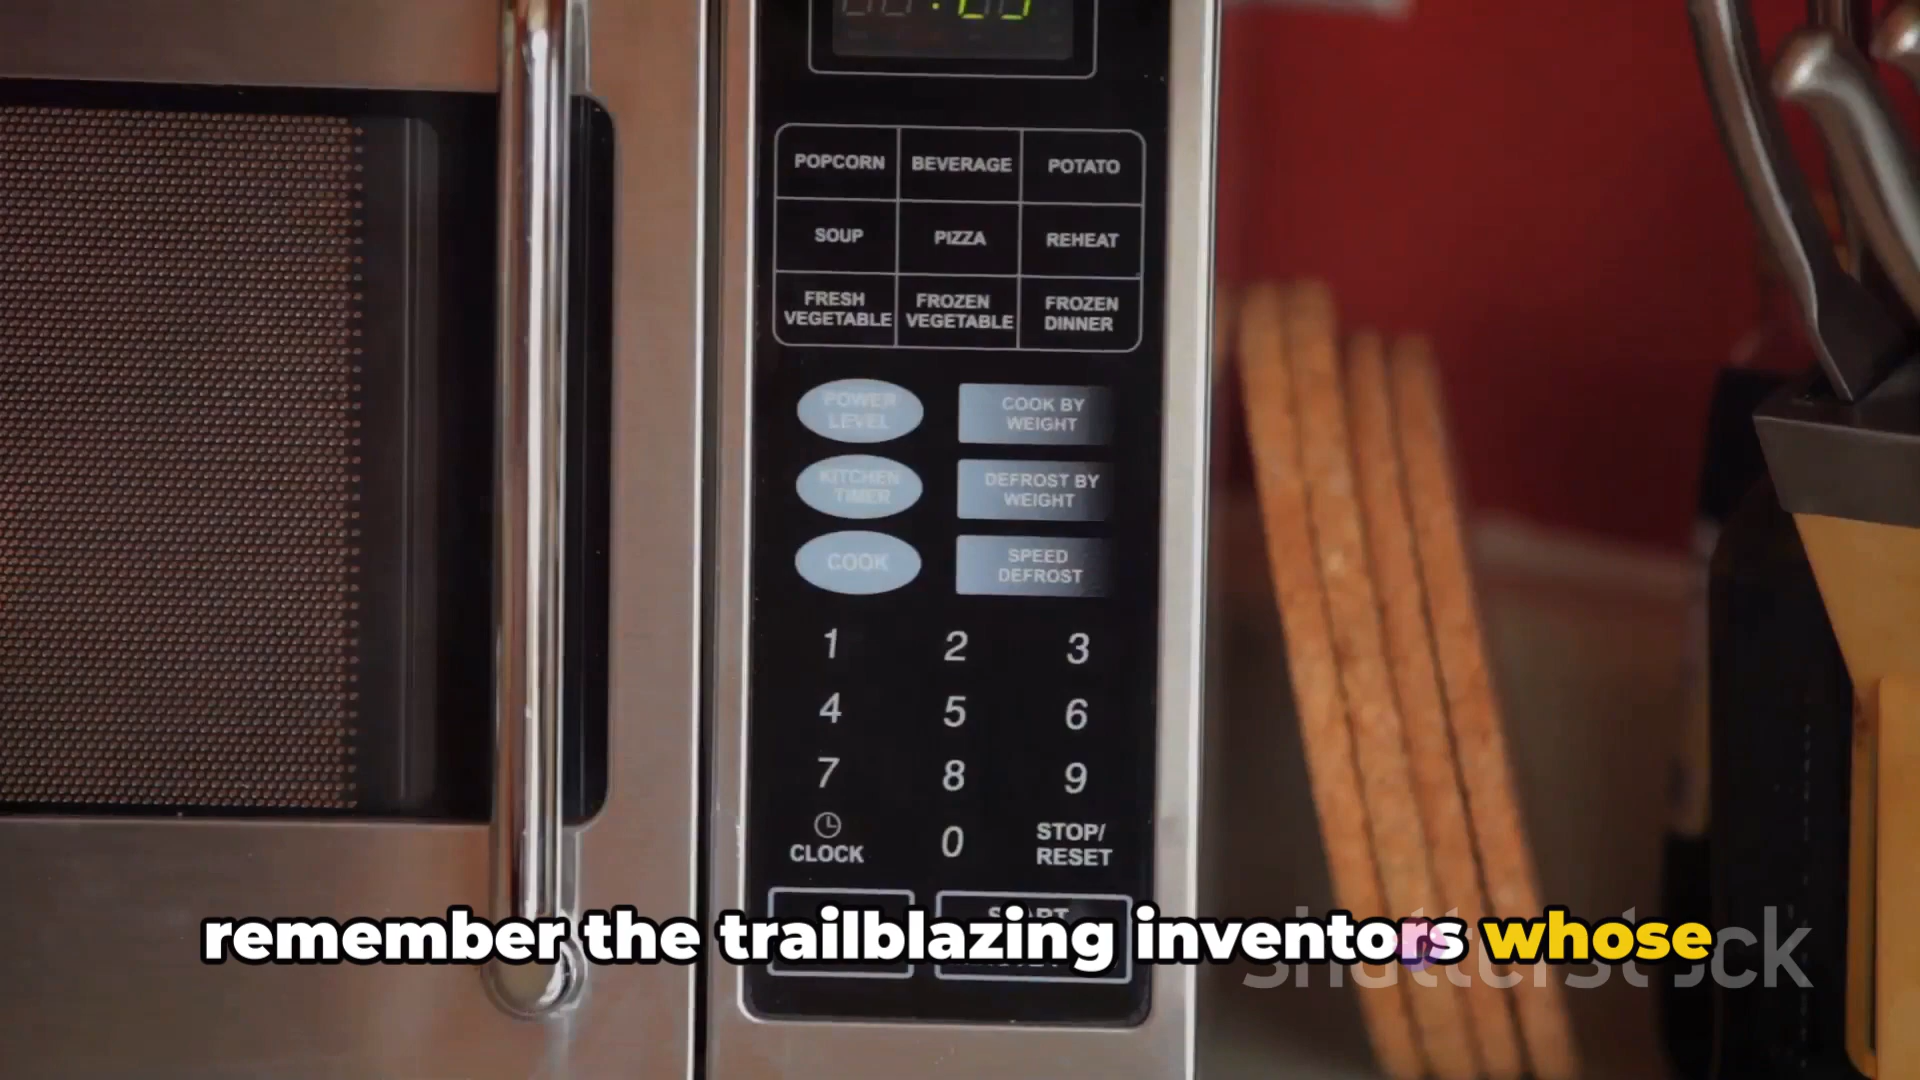 POPCORN BEVERAGE POTATO
SOUP PIZZA REHEAT
FRESH VEGETABLE FROZEN VEGETABLE FROZEN DINNER
POWER LEVEL COOK BY WEIGHT
KITCHEN TIMER DEFROST BY WEIGHT
COOK SPEED DEFROST
1 2 3
4 5 6
7 8 9
CLOCK 0 STOP/RESET
START
remember the trailblazing inventors whose
shutterstock